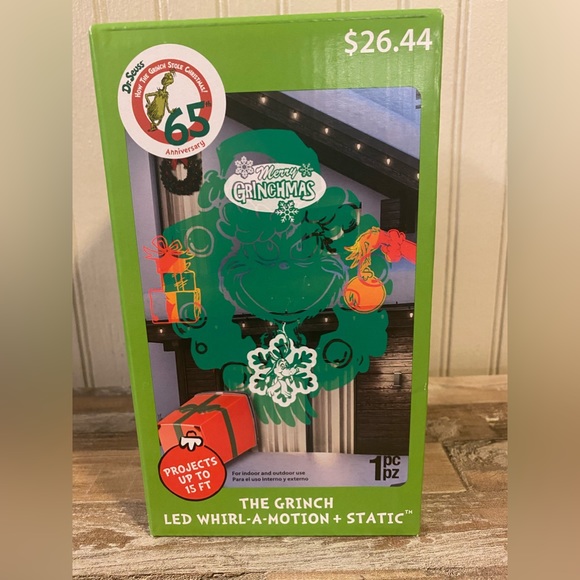 $26.44
Dr. Seuss
How The Grinch Stole Christmas!
65th
Anniversary
Merry
GRINCHMAS
PROJECTS
UP TO
15 FT
For indoor and outdoor use
Para el uso interno y externo
1 pc
pz
THE GRINCH
LED WHIRL-A-MOTION + STATIC™